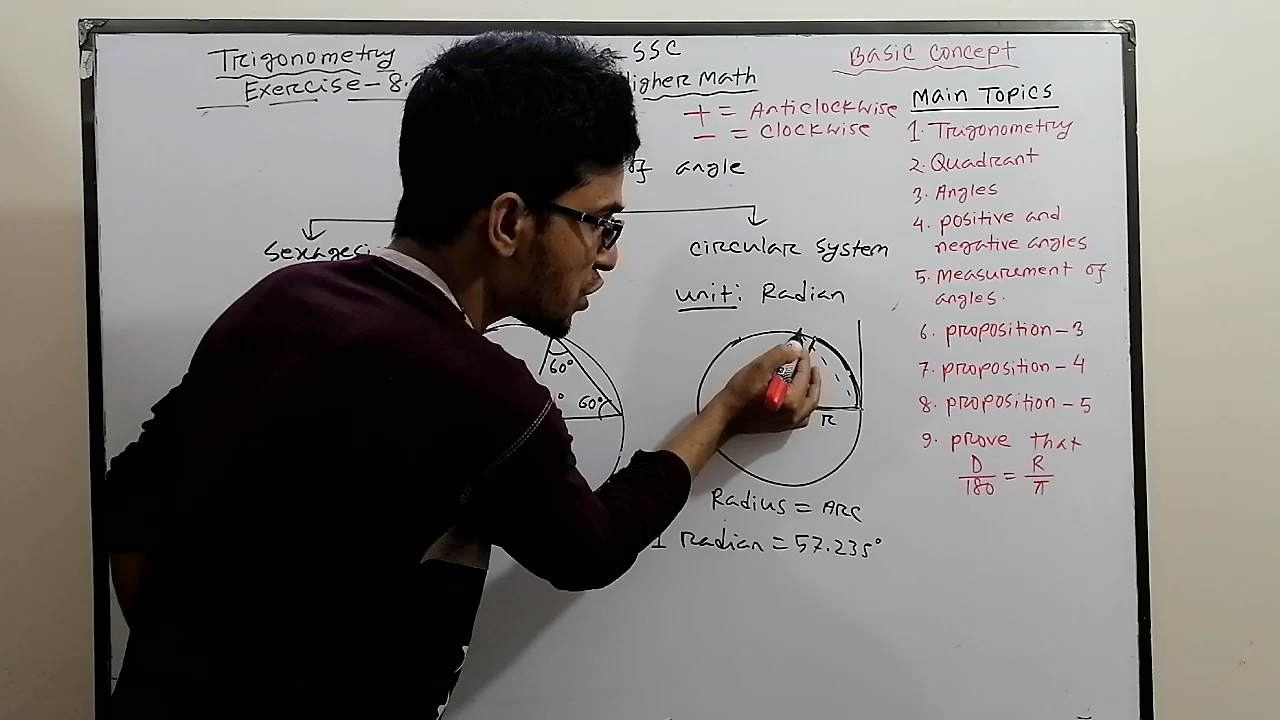 Trigonometry
Exercise - 8.
SSC
Higher Math
Basic Concept
+ = Anticlockwise
- = Clockwise
of angle
Sexageci
circular system
unit: Radian
60°
60°
R
Radius = Arc
1 Radian = 57.235°
Main Topics
1. Trigonometry
2. Quadrant
3. Angles
4. positive and
negative angles
5. Measurement of
angles.
6. proposition - 3
7. proposition - 4
8. proposition - 5
9. prove that
D/180 = R/π